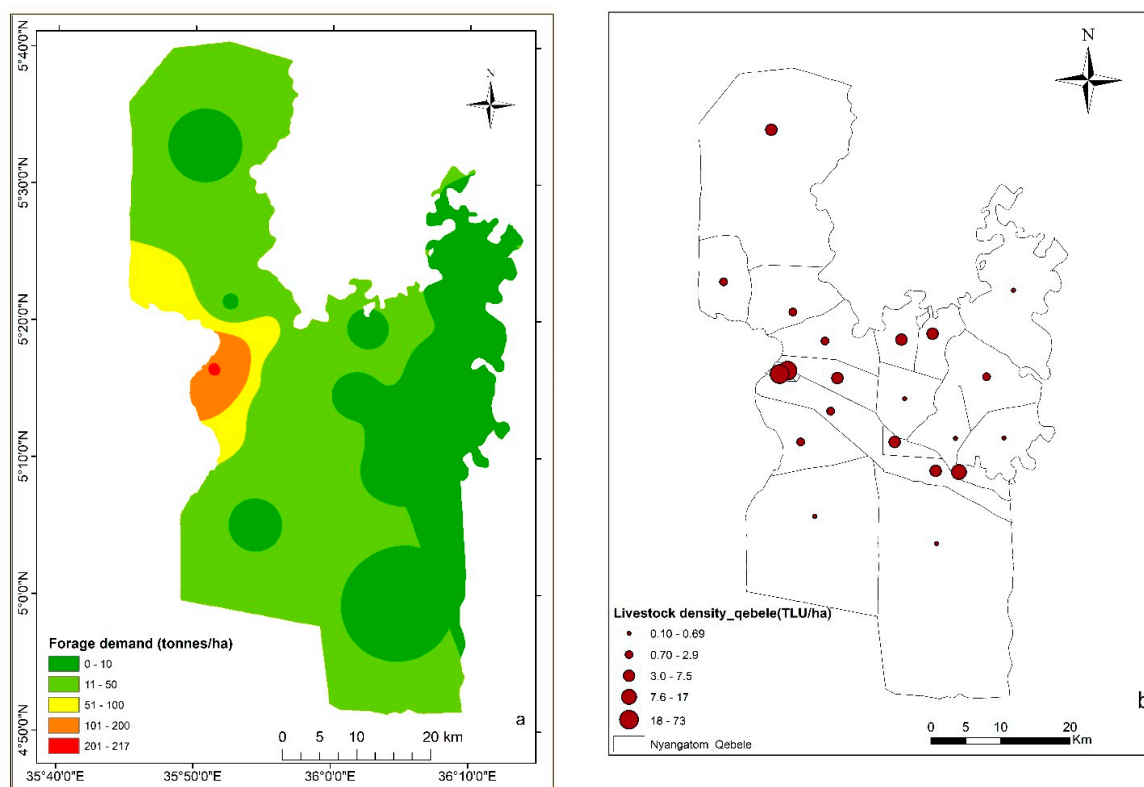 5°40'0"N
5°30'0"N
5°20'0"N
5°10'0"N
5°0'0"N
4°50'0"N
N
Forage demand (tonnes/ha)
0 - 10
11 - 50
51 - 100
101 - 200
201 - 217
0 5 10 20 km
a
35°40'0"E 35°50'0"E 36°0'0"E 36°10'0"E
N
Livestock density_qebele(TLU/ha)
0.10 - 0.69
0.70 - 2.9
3.0 - 7.5
7.6 - 17
18 - 73
Nyangatom_Qebele
0 5 10 20
Km
b